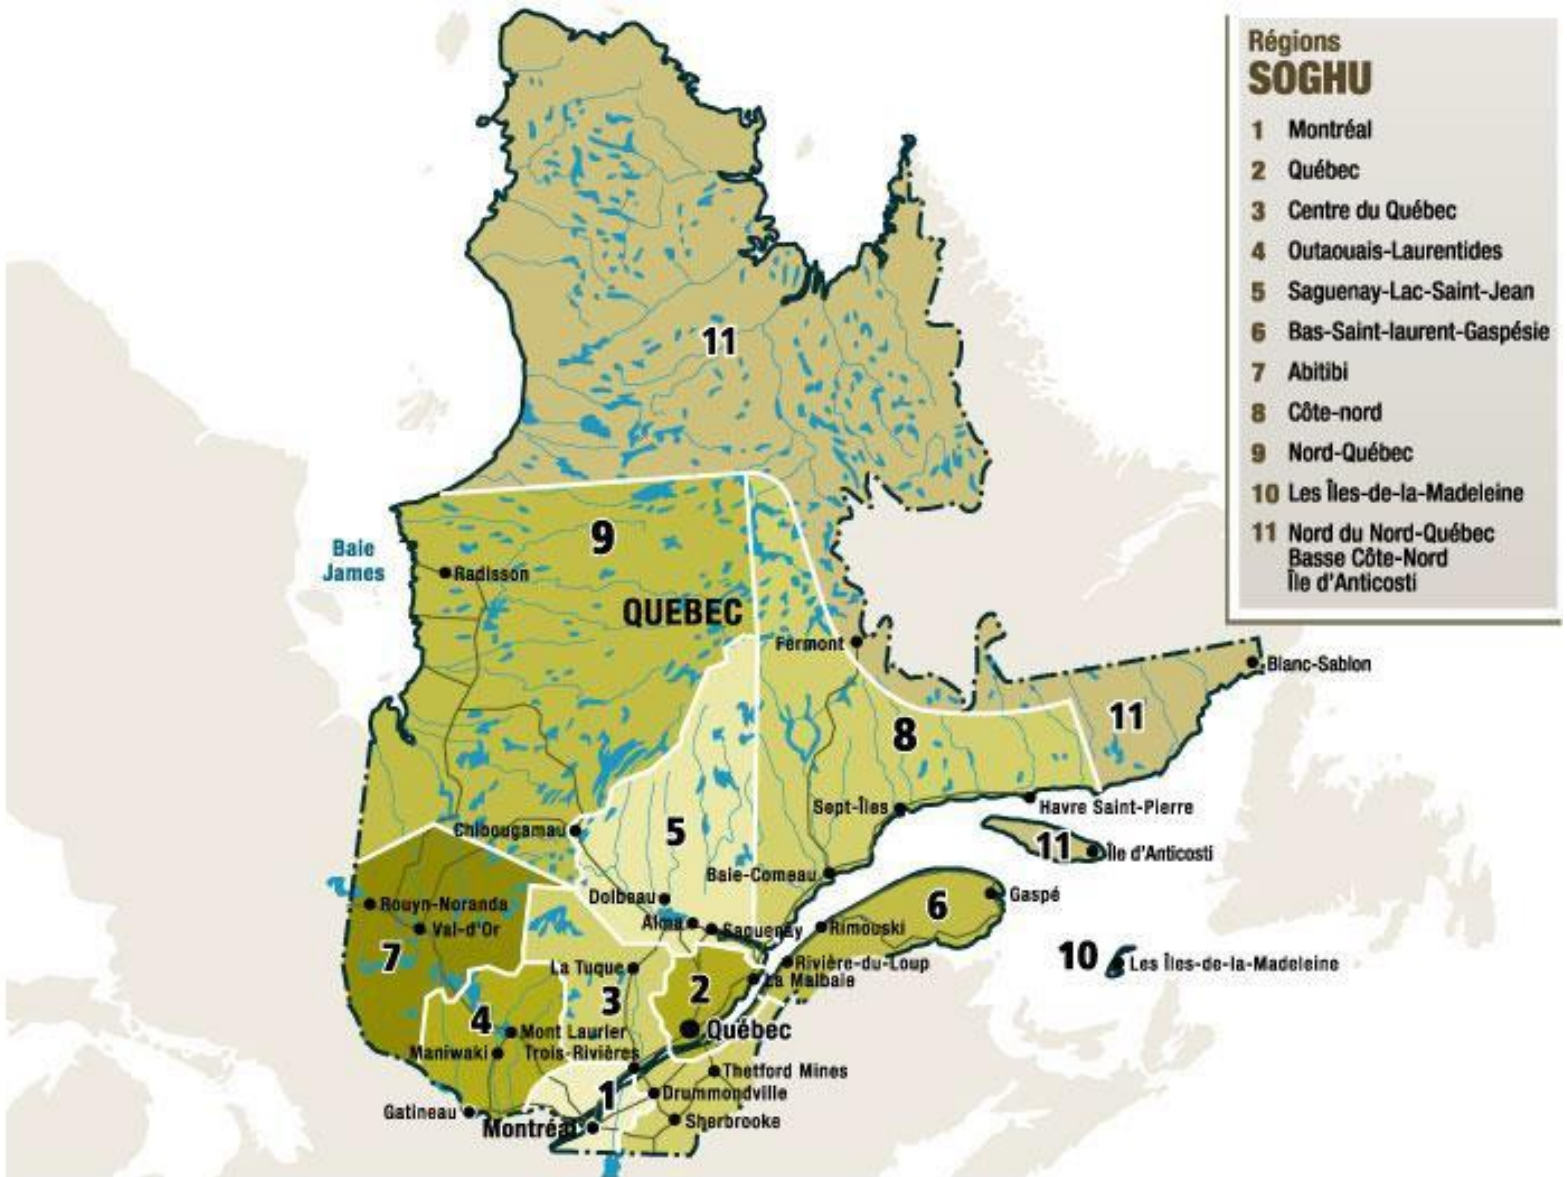 Régions
SOGHU
1 Montréal
2 Québec
3 Centre du Québec
4 Outaouais-Laurentides
5 Saguenay-Lac-Saint-Jean
6 Bas-Saint-laurent-Gaspésie
7 Abitibi
8 Côte-nord
9 Nord-Québec
10 Les Îles-de-la-Madeleine
11 Nord du Nord-Québec
Basse Côte-Nord
Île d'Anticosti
11
9
Baie
James
Radisson
QUEBEC
Fermont
Blanc-Sablon
11
8
Sept-Îles
Havre Saint-Pierre
Chibougamau
5
11
Île d'Anticosti
Baie-Comeau
Dolbeau
Gaspé
6
Rouyn-Noranda
Val-d'Or
Alma
Saguenay
Rimouski
7
10
Les Îles-de-la-Madeleine
La Tuque
Rivière-du-Loup
La Malbaie
2
3
4
Mont Laurier
Québec
Maniwaki
Trois-Rivières
Thetford Mines
1
Drummondville
Gatineau
Montréal
Sherbrooke